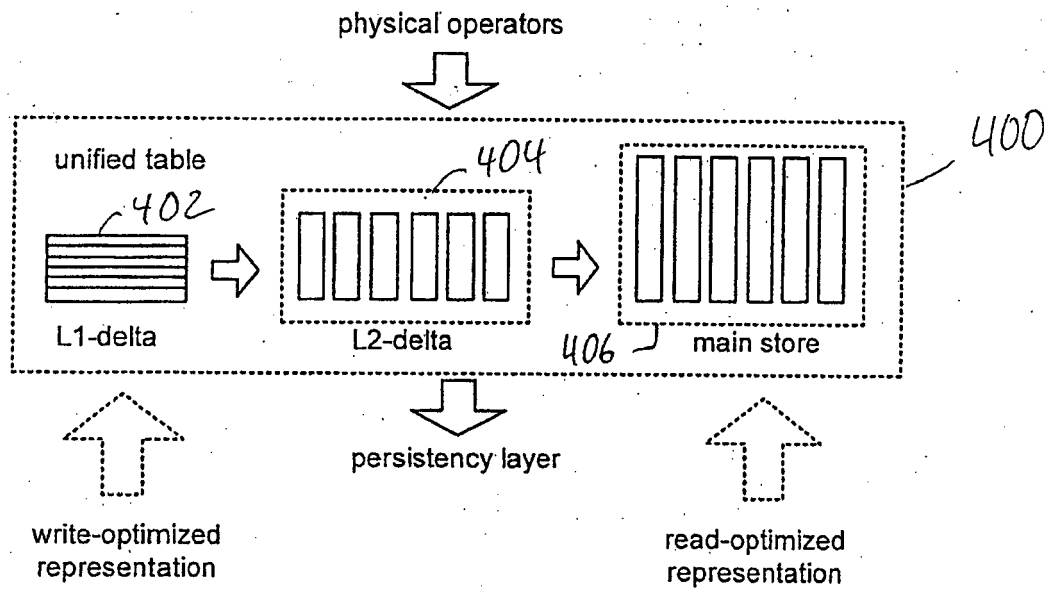 physical operators
400
unified table
404
402
L1-delta
L2-delta
406
main store
persistency layer
write-optimized
representation
read-optimized
representation